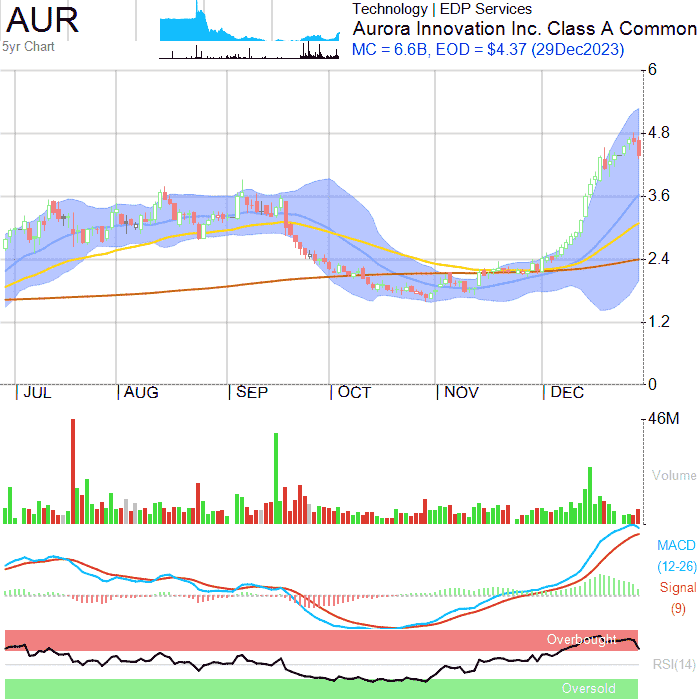 AUR
5yr Chart
Technology | EDP Services
Aurora Innovation Inc. Class A Common
MC = 6.6B, EOD = $4.37 (29Dec2023)
6
4.8
3.6
2.4
1.2
0
JUL AUG SEP OCT NOV DEC
46M
Volume
MACD
(12-26)
Signal
(9)
Overbought
RSI(14)
Oversold